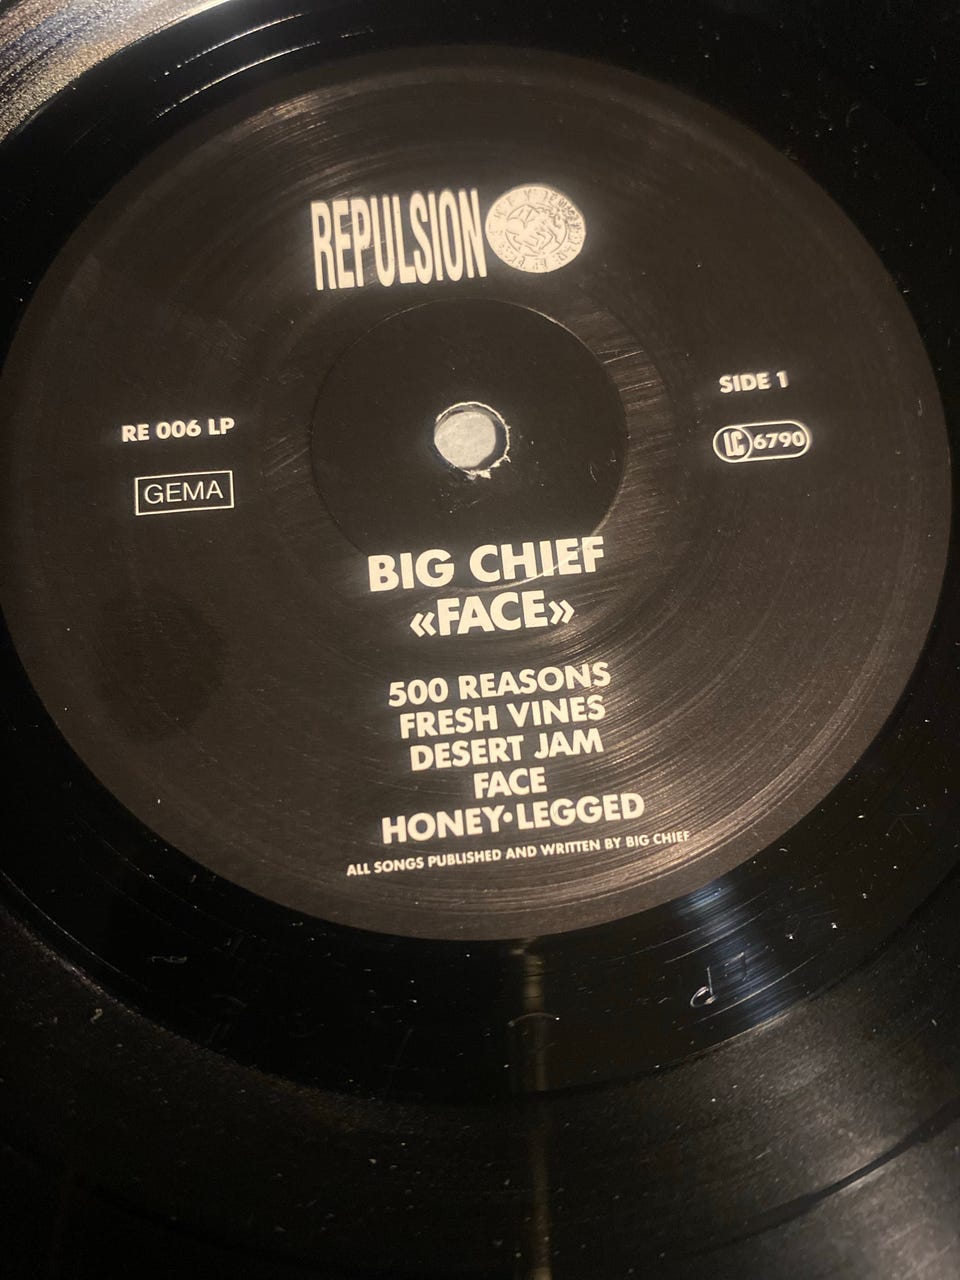 REPULSION
SIDE 1
RE 006 LP
LC 6790
GEMA
BIG CHIEF
«FACE»
500 REASONS
FRESH VINES
DESERT JAM
FACE
HONEY•LEGGED
ALL SONGS PUBLISHED AND WRITTEN BY BIG CHIEF